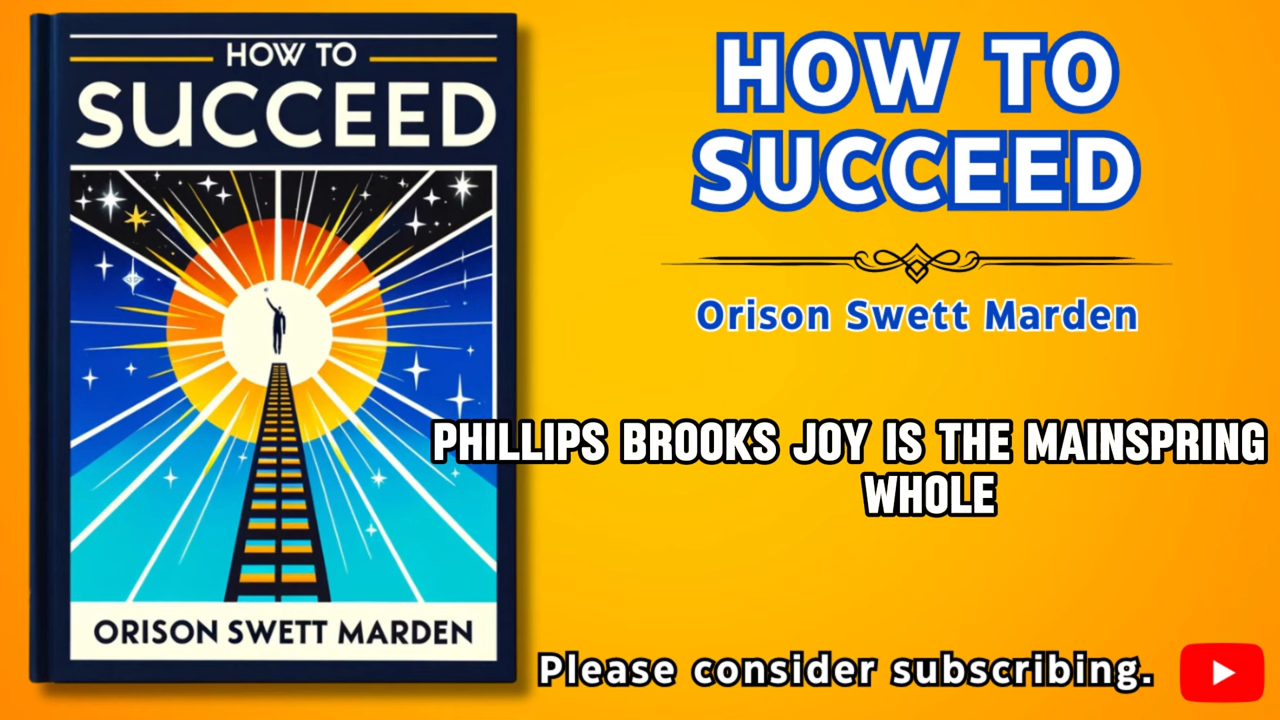 HOW TO
SUCCEED
ORISON SWETT MARDEN
HOW TO
SUCCEED
Orison Swett Marden
PHILLIPS BROOKS JOY IS THE MAINSPRING
WHOLE
Please consider subscribing.